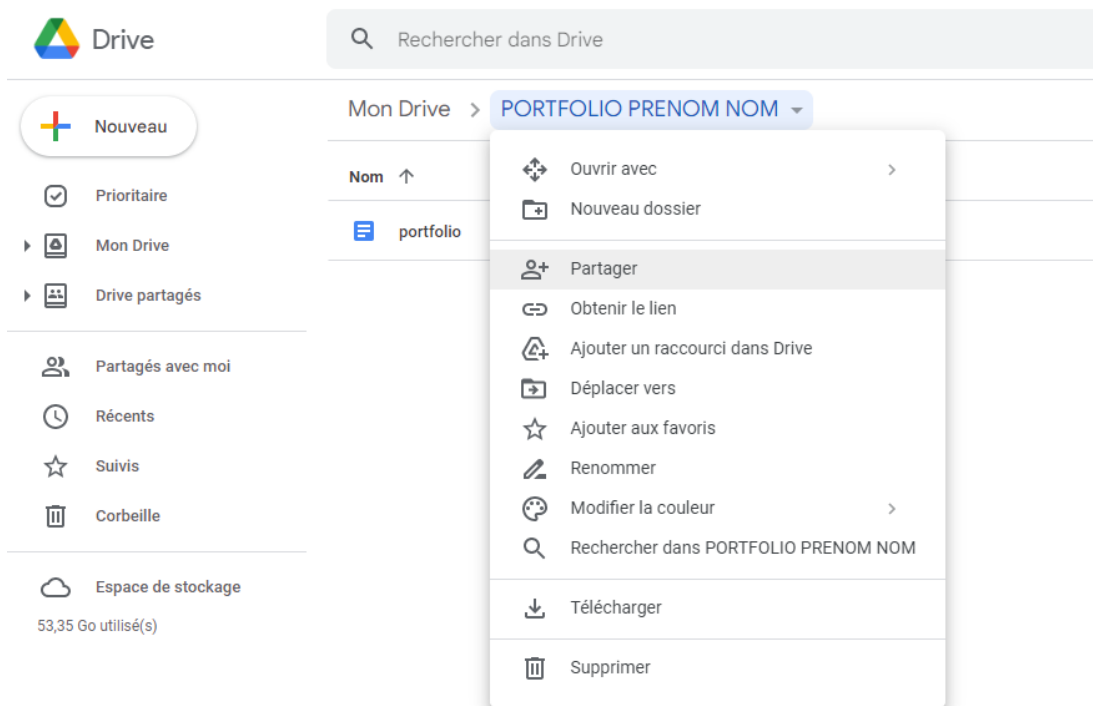 Drive
Rechercher dans Drive
Nouveau
Prioritaire
Mon Drive
Drive partagés
Partagés avec moi
Récents
Suivis
Corbeille
Espace de stockage
53,35 Go utilisé(s)
Mon Drive > PORTFOLIO PRENOM NOM
Nom
portfolio
Ouvrir avec
Nouveau dossier
Partager
Obtenir le lien
Ajouter un raccourci dans Drive
Déplacer vers
Ajouter aux favoris
Renommer
Modifier la couleur
Rechercher dans PORTFOLIO PRENOM NOM
Télécharger
Supprimer